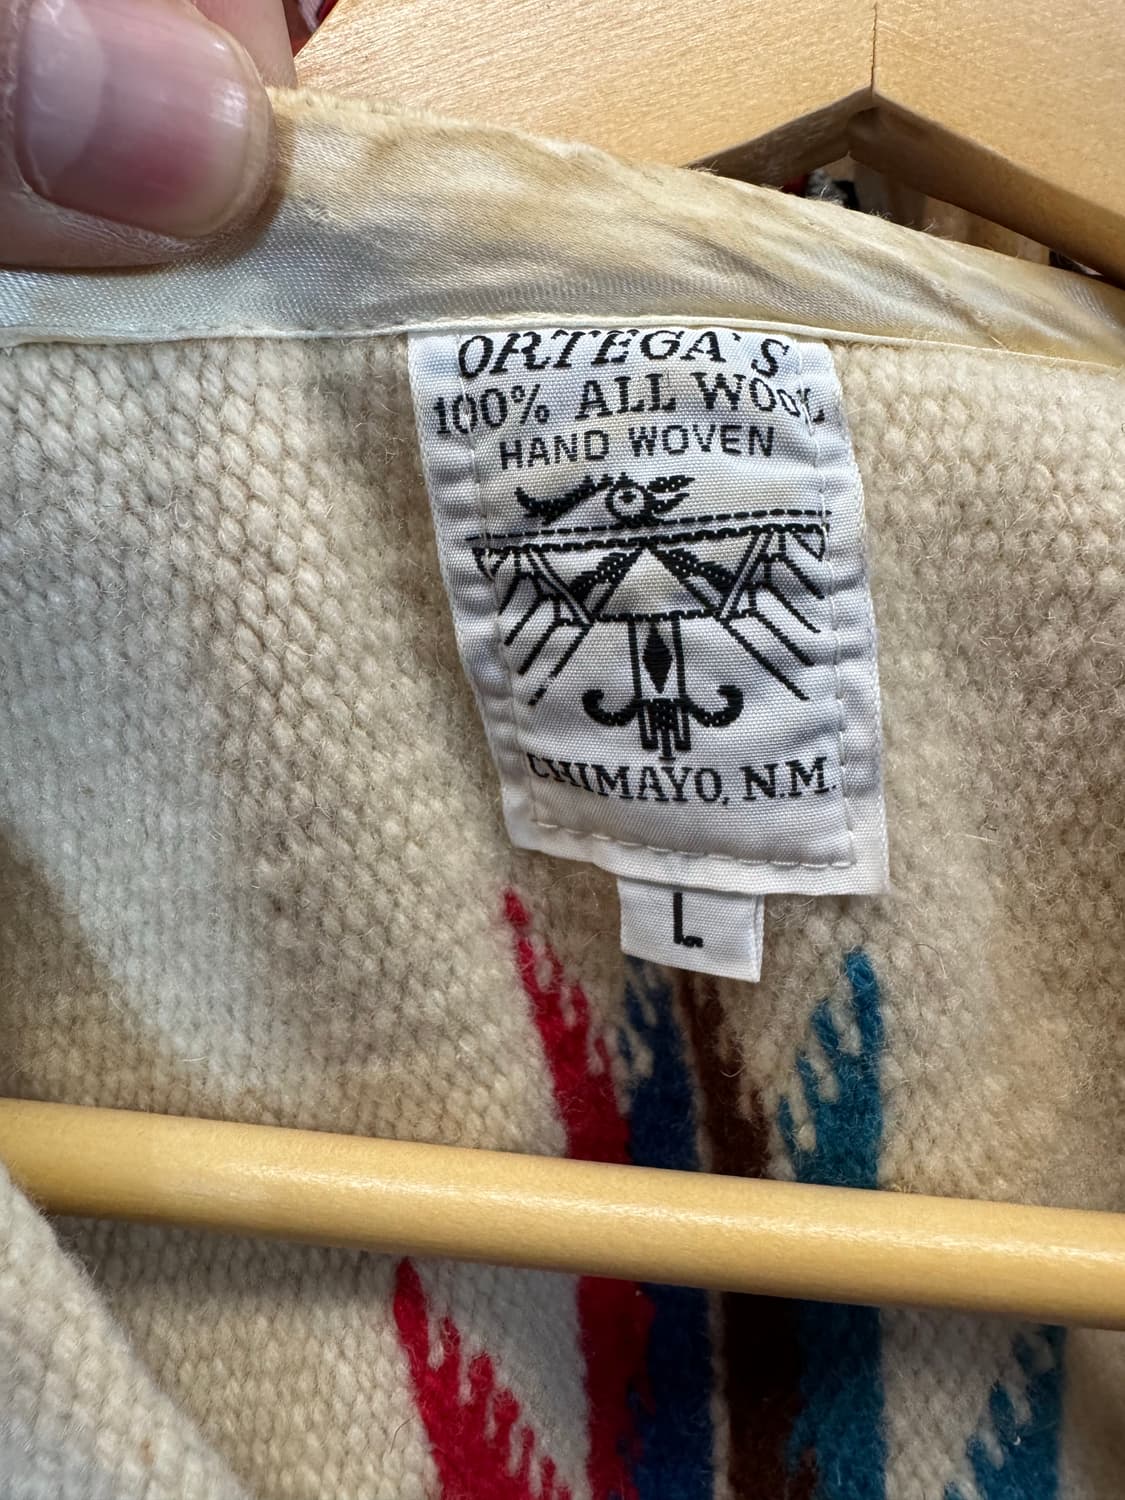 ORTEGA'S
100% ALL WOOL
HAND WOVEN
CHIMAYO, N.M.
L